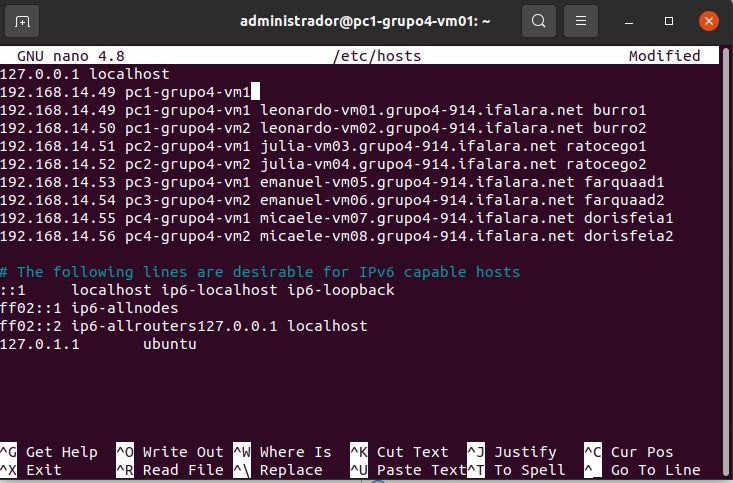 administrador@pc1-grupo4-vm01: ~
GNU nano 4.8 /etc/hosts Modified
127.0.0.1 localhost
192.168.14.49 pc1-grupo4-vm1
192.168.14.49 pc1-grupo4-vm1 leonardo-vm01.grupo4-914.ifalara.net burro1
192.168.14.50 pc1-grupo4-vm2 leonardo-vm02.grupo4-914.ifalara.net burro2
192.168.14.51 pc2-grupo4-vm1 julia-vm03.grupo4-914.ifalara.net ratocego1
192.168.14.52 pc2-grupo4-vm2 julia-vm04.grupo4-914.ifalara.net ratocego2
192.168.14.53 pc3-grupo4-vm1 emanuel-vm05.grupo4-914.ifalara.net farquaad1
192.168.14.54 pc3-grupo4-vm2 emanuel-vm06.grupo4-914.ifalara.net farquaad2
192.168.14.55 pc4-grupo4-vm1 micaele-vm07.grupo4-914.ifalara.net dorisfeia1
192.168.14.56 pc4-grupo4-vm2 micaele-vm08.grupo4-914.ifalara.net dorisfeia2
# The following lines are desirable for IPv6 capable hosts
::1     localhost ip6-localhost ip6-loopback
ff02::1 ip6-allnodes
ff02::2 ip6-allrouters127.0.0.1 localhost
127.0.1.1       ubuntu
^G Get Help ^O Write Out ^W Where Is ^K Cut Text ^J Justify ^C Cur Pos
^X Exit ^R Read File ^\ Replace ^U Paste Text ^T To Spell ^_ Go To Line